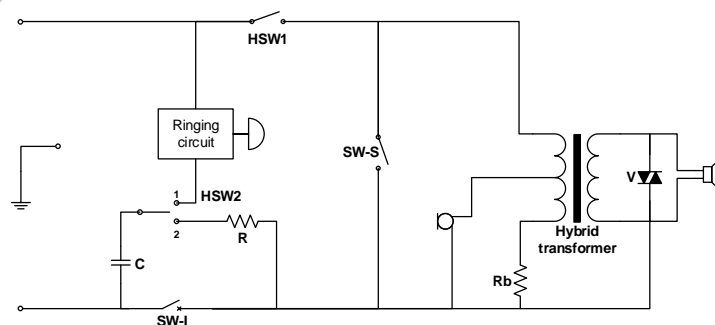 HSW1
Ringing
circuit
SW-S
1
HSW2
2
R
C
SW-I
V
Hybrid
transformer
Rb